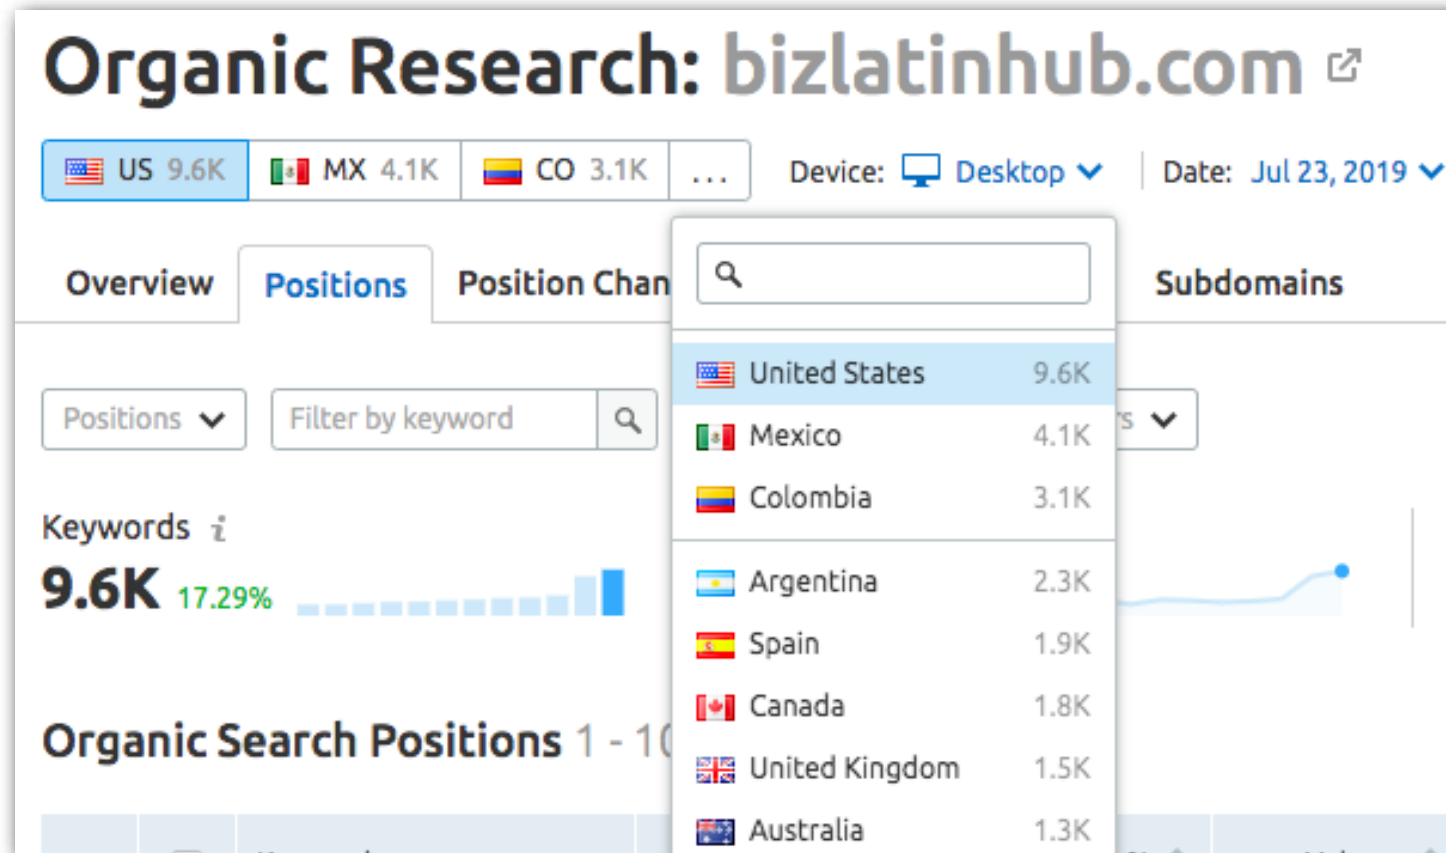 Organic Research: bizlatinhub.com
US 9.6K MX 4.1K CO 3.1K ... Device: Desktop Date: Jul 23, 2019
Overview Positions Position Chan Subdomains
United States 9.6K
Positions Filter by keyword
Mexico 4.1K
Colombia 3.1K
Keywords i
9.6K 17.29%
Argentina 2.3K
Spain 1.9K
Canada 1.8K
Organic Search Positions 1 - 10
United Kingdom 1.5K
Australia 1.3K